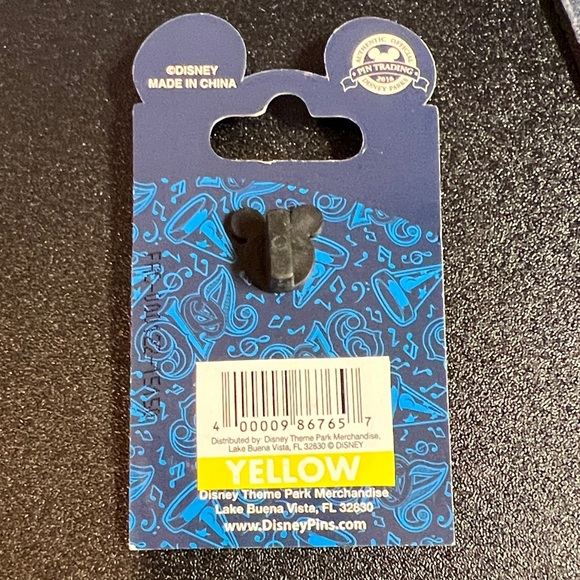 ©DISNEY
MADE IN CHINA
AUTHENTIC OFFICIAL
PIN TRADING
2016
DISNEY PARKS
4 00009 86765 7
Distributed by: Disney Theme Park Merchandise,
Lake Buena Vista, FL 32830 © DISNEY
YELLOW
Disney Theme Park Merchandise
Lake Buena Vista, FL 32830
www.DisneyPins.com